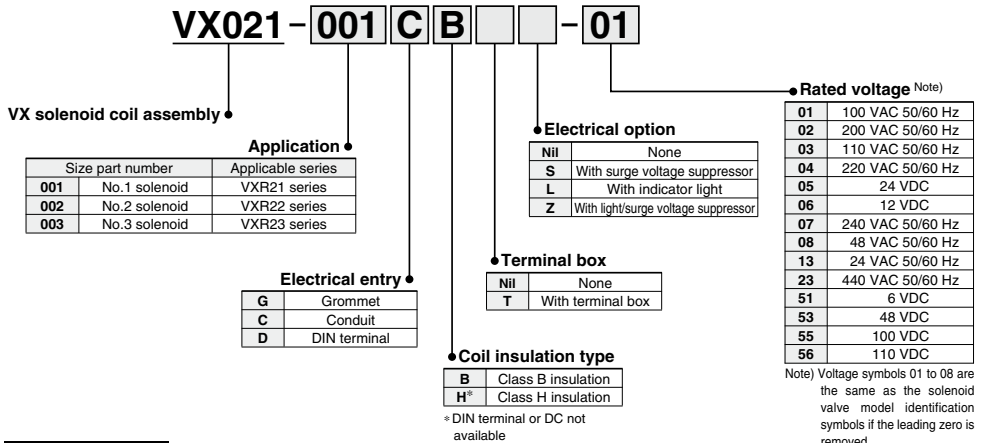 VX021-001CB -01
VX solenoid coil assembly
Application
Size part number Applicable series
001 No.1 solenoid VXR21 series
002 No.2 solenoid VXR22 series
003 No.3 solenoid VXR23 series
Electrical entry
G Grommet
C Conduit
D DIN terminal
Coil insulation type
B Class B insulation
H* Class H insulation
* DIN terminal or DC not
available
Terminal box
Nil None
T With terminal box
Electrical option
Nil None
S With surge voltage suppressor
L With indicator light
Z With light/surge voltage suppressor
Rated voltage Note)
01 100 VAC 50/60 Hz
02 200 VAC 50/60 Hz
03 110 VAC 50/60 Hz
04 220 VAC 50/60 Hz
05 24 VDC
06 12 VDC
07 240 VAC 50/60 Hz
08 48 VAC 50/60 Hz
13 24 VAC 50/60 Hz
23 440 VAC 50/60 Hz
51 6 VDC
53 48 VDC
55 100 VDC
56 110 VDC
Note) Voltage symbols 01 to 08 are
the same as the solenoid
valve model identification
symbols if the leading zero is
removed